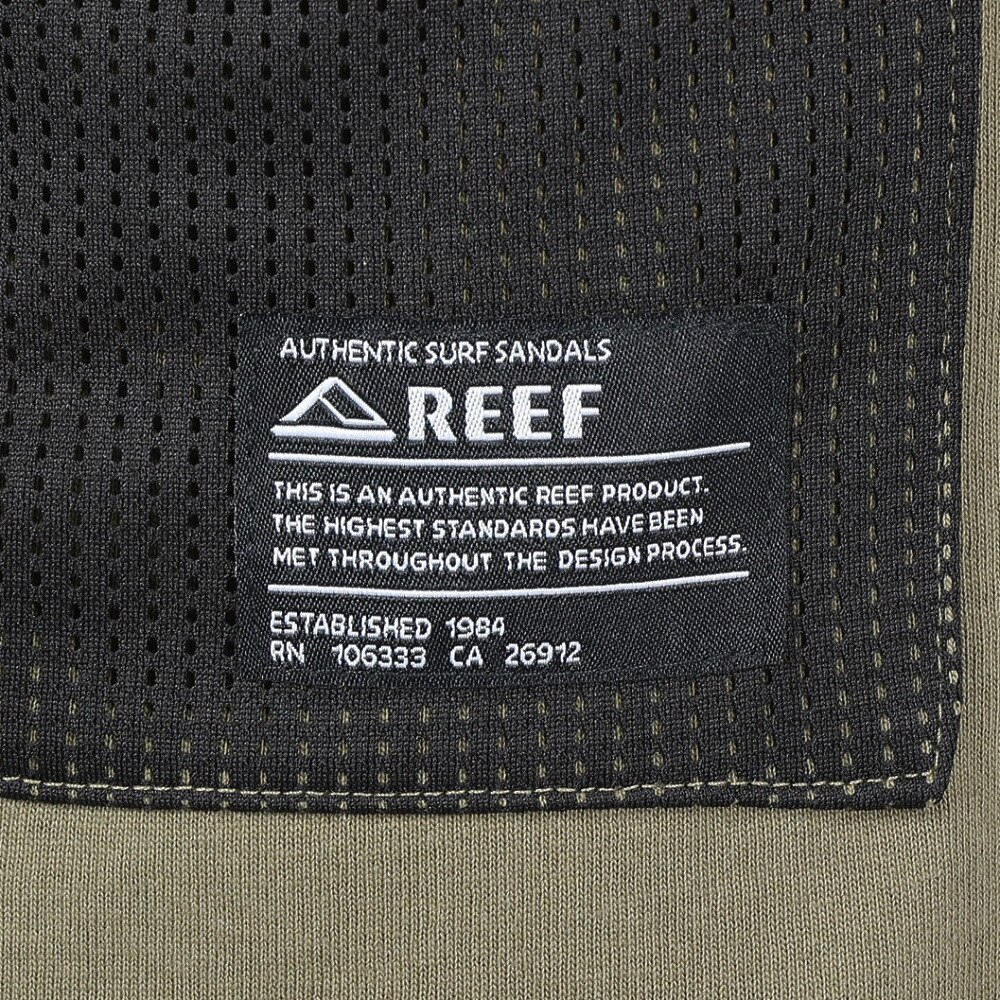 AUTHENTIC SURF SANDALS
REEF
THIS IS AN AUTHENTIC REEF PRODUCT.
THE HIGHEST STANDARDS HAVE BEEN
MET THROUGHOUT THE DESIGN PROCESS.
ESTABLISHED 1984
RN 106333 CA 26912